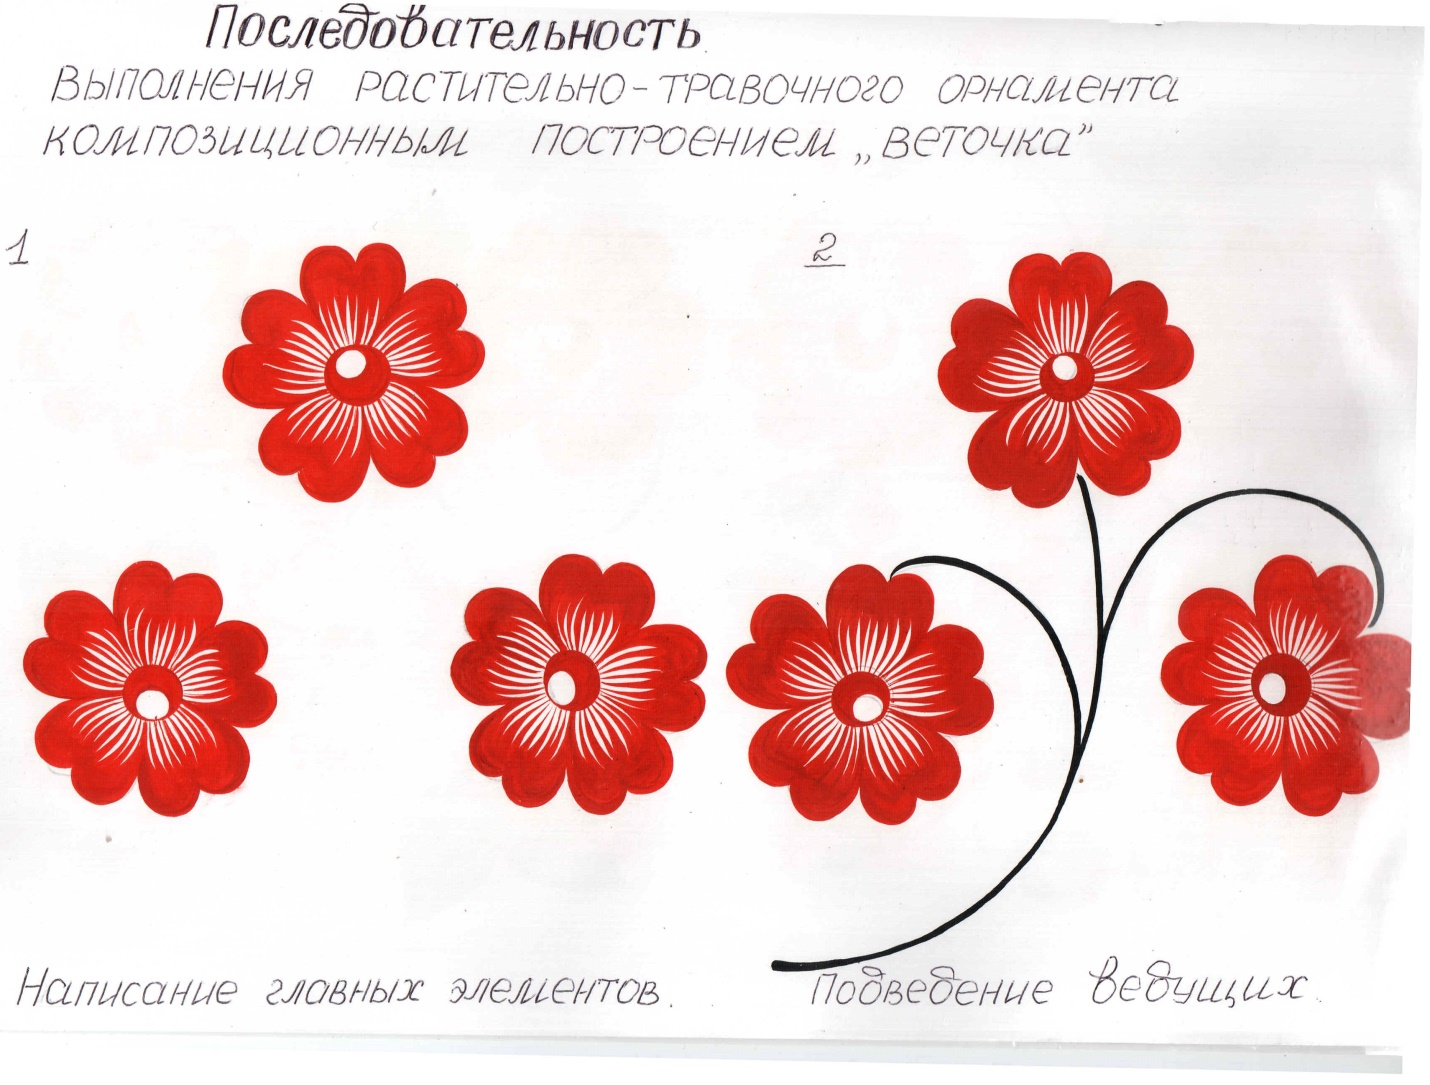 Последовательность
выполнения растительно-травочного орнамента
композиционным построением „веточка”
1
2
Написание главных элементов.
Подведение ведущих.